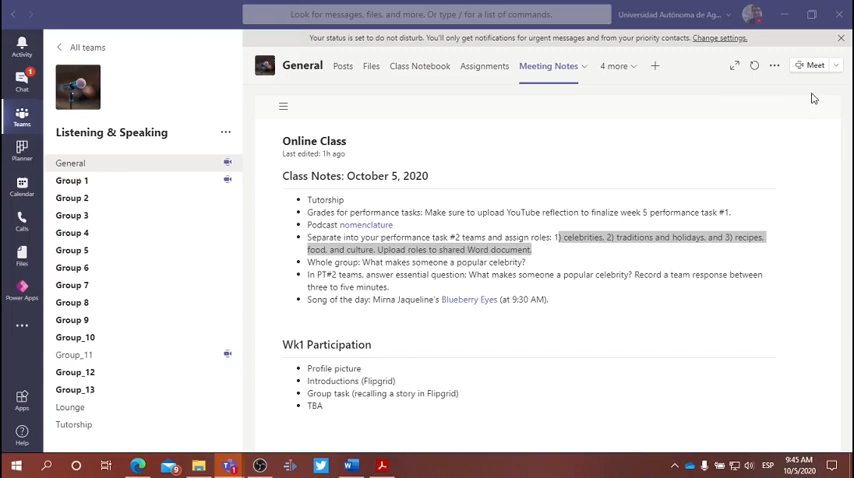 Look for messages, files, and more. Or type / for a list of commands.
Universidad Autónoma de Ag...
Your status is set to do not disturb. You'll only get notifications for urgent messages and from your priority contacts. Change settings.
Activity
Chat
1
Teams
Planner
Calendar
Calls
Files
Power Apps
Apps
Help
All teams
Listening & Speaking
General
Group 1
Group 2
Group 3
Group 4
Group 5
Group 6
Group 7
Group 8
Group 9
Group_10
Group_11
Group_12
Group_13
Lounge
Tutorship
General Posts Files Class Notebook Assignments Meeting Notes 4 more + Meet
Online Class
Last edited: 1h ago
Class Notes: October 5, 2020
Tutorship
Grades for performance tasks: Make sure to upload YouTube reflection to finalize week 5 performance task #1.
Podcast nomenclature
Separate into your performance task #2 teams and assign roles: 1) celebrities, 2) traditions and holidays, and 3) recipes,
food, and culture. Upload roles to shared Word document.
Whole group: What makes someone a popular celebrity?
In PT#2 teams, answer essential question: What makes someone a popular celebrity? Record a team response between
three to five minutes.
Song of the day: Mirna Jaqueline's Blueberry Eyes (at 9:30 AM).
Wk1 Participation
Profile picture
Introductions (Flipgrid)
Group task (recalling a story in Flipgrid)
TBA
ESP
9:45 AM
10/5/2020